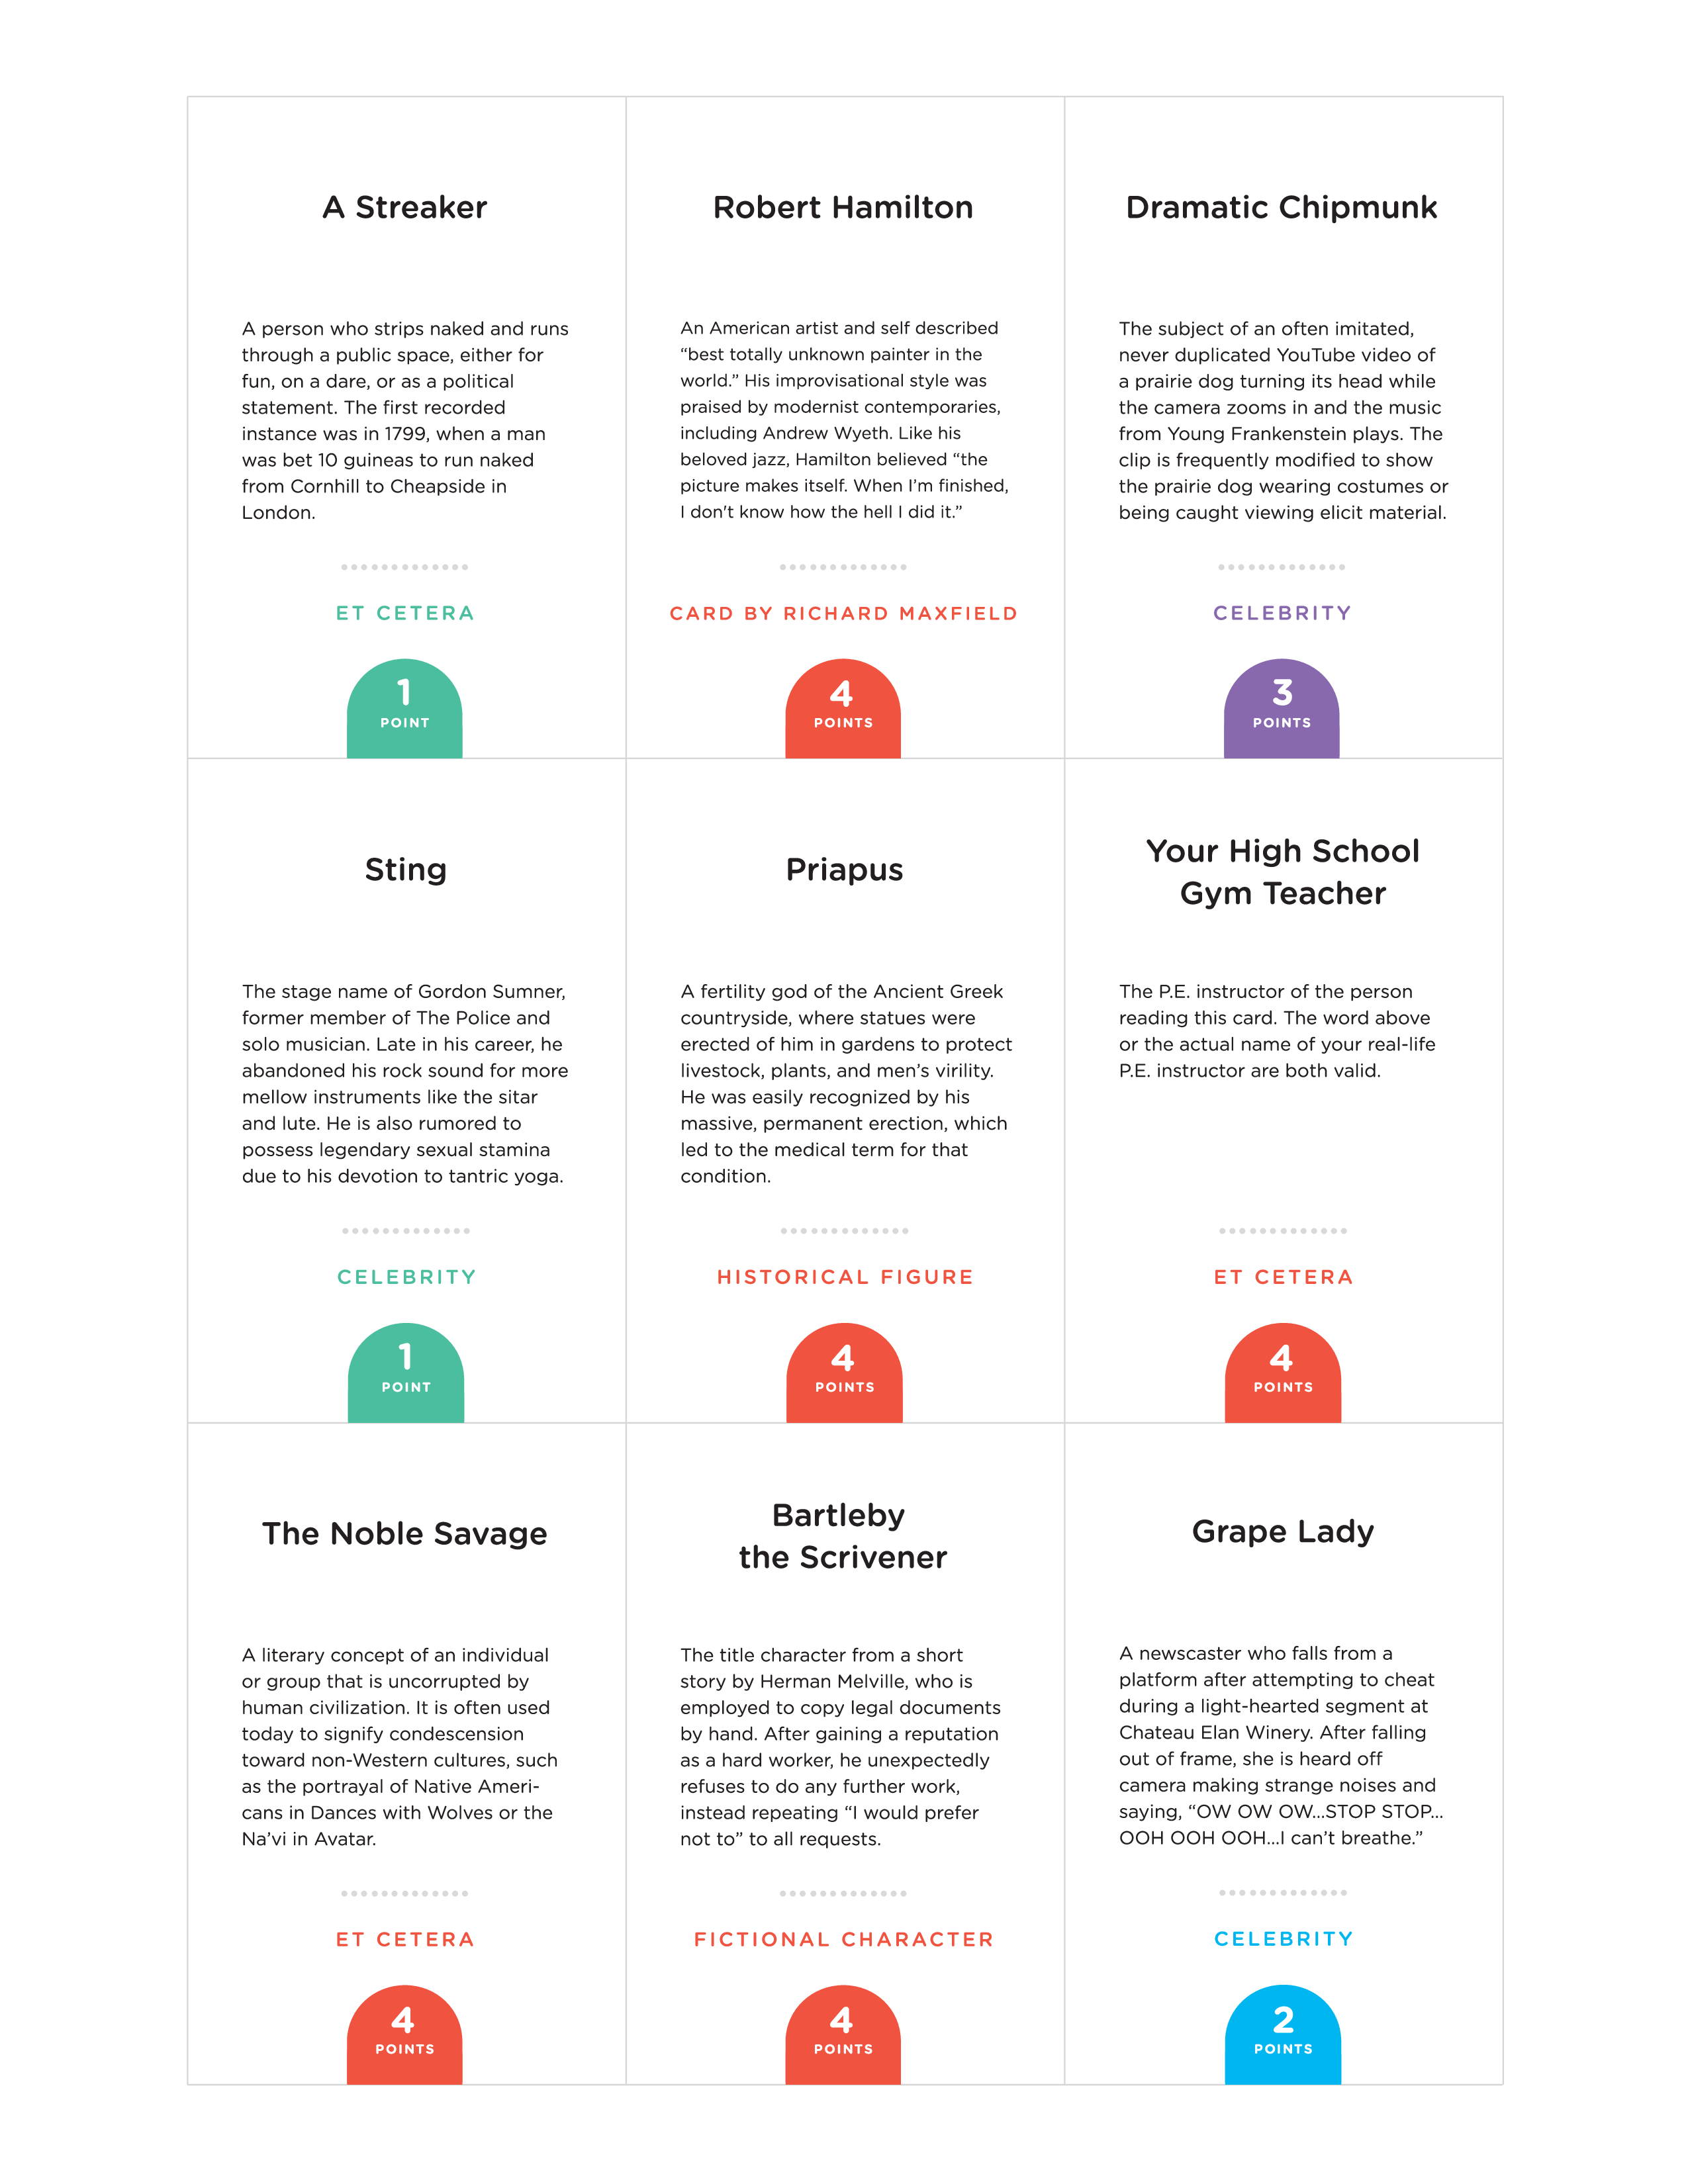 A Streaker
A person who strips naked and runs
through a public space, either for
fun, on a dare, or as a political
statement. The first recorded
instance was in 1799, when a man
was bet 10 guineas to run naked
from Cornhill to Cheapside in
London.
ET CETERA
1
POINT
Robert Hamilton
An American artist and self described
“best totally unknown painter in the
world.” His improvisational style was
praised by modernist contemporaries,
including Andrew Wyeth. Like his
beloved jazz, Hamilton believed “the
picture makes itself. When I’m finished,
I don't know how the hell I did it.”
CARD BY RICHARD MAXFIELD
4
POINTS
Dramatic Chipmunk
The subject of an often imitated,
never duplicated YouTube video of
a prairie dog turning its head while
the camera zooms in and the music
from Young Frankenstein plays. The
clip is frequently modified to show
the prairie dog wearing costumes or
being caught viewing elicit material.
CELEBRITY
3
POINTS
Sting
The stage name of Gordon Sumner,
former member of The Police and
solo musician. Late in his career, he
abandoned his rock sound for more
mellow instruments like the sitar
and lute. He is also rumored to
possess legendary sexual stamina
due to his devotion to tantric yoga.
CELEBRITY
1
POINT
Priapus
A fertility god of the Ancient Greek
countryside, where statues were
erected of him in gardens to protect
livestock, plants, and men’s virility.
He was easily recognized by his
massive, permanent erection, which
led to the medical term for that
condition.
HISTORICAL FIGURE
4
POINTS
Your High School
Gym Teacher
The P.E. instructor of the person
reading this card. The word above
or the actual name of your real-life
P.E. instructor are both valid.
ET CETERA
4
POINTS
The Noble Savage
A literary concept of an individual
or group that is uncorrupted by
human civilization. It is often used
today to signify condescension
toward non-Western cultures, such
as the portrayal of Native Ameri-
cans in Dances with Wolves or the
Na’vi in Avatar.
ET CETERA
4
POINTS
Bartleby
the Scrivener
The title character from a short
story by Herman Melville, who is
employed to copy legal documents
by hand. After gaining a reputation
as a hard worker, he unexpectedly
refuses to do any further work,
instead repeating “I would prefer
not to” to all requests.
FICTIONAL CHARACTER
4
POINTS
Grape Lady
A newscaster who falls from a
platform after attempting to cheat
during a light-hearted segment at
Chateau Elan Winery. After falling
out of frame, she is heard off
camera making strange noises and
saying, “OW OW OW...STOP STOP...
OOH OOH OOH...I can’t breathe.”
CELEBRITY
2
POINTS